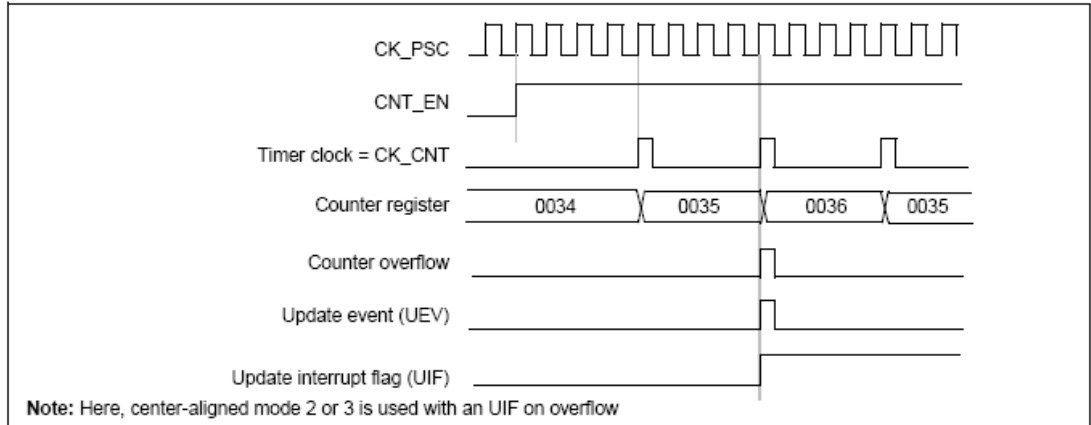 CK_PSC
CNT_EN
Timer clock = CK_CNT
Counter register 0034 0035 0036 0035
Counter overflow
Update event (UEV)
Update interrupt flag (UIF)
Note: Here, center-aligned mode 2 or 3 is used with an UIF on overflow